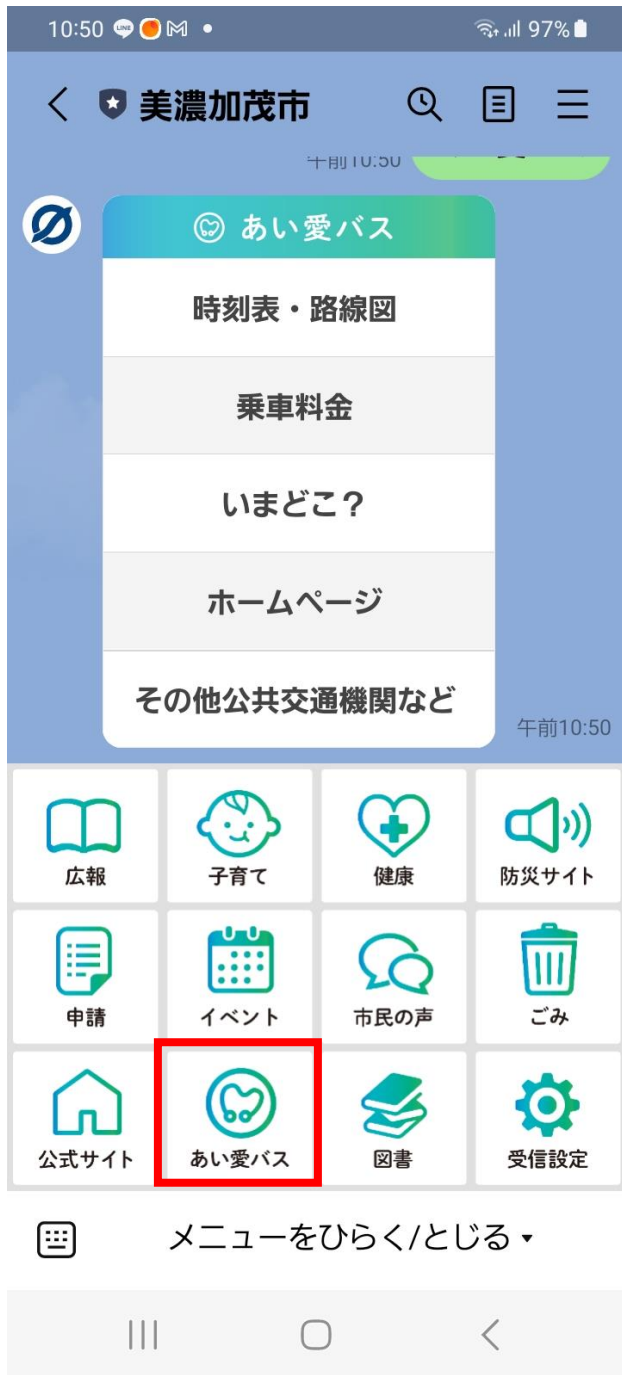 10:50
97%
美濃加茂市
午前10:50
あい愛バス
時刻表・路線図
乗車料金
いまどこ？
ホームページ
その他公共交通機関など
午前10:50
広報
子育て
健康
防災サイト
申請
イベント
市民の声
ごみ
公式サイト
あい愛バス
図書
受信設定
メニューをひらく/とじる